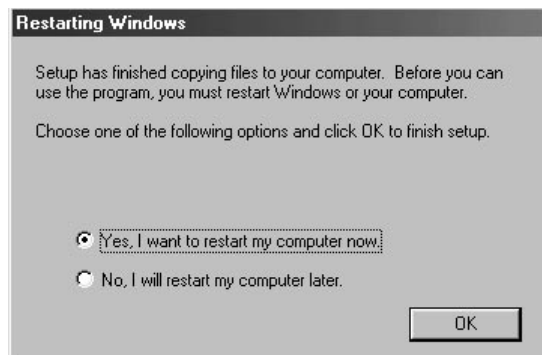 Restarting Windows
Setup has finished copying files to your computer.  Before you can
use the program, you must restart Windows or your computer.
Choose one of the following options and click OK to finish setup.
Yes, I want to restart my computer now.
No, I will restart my computer later.
OK